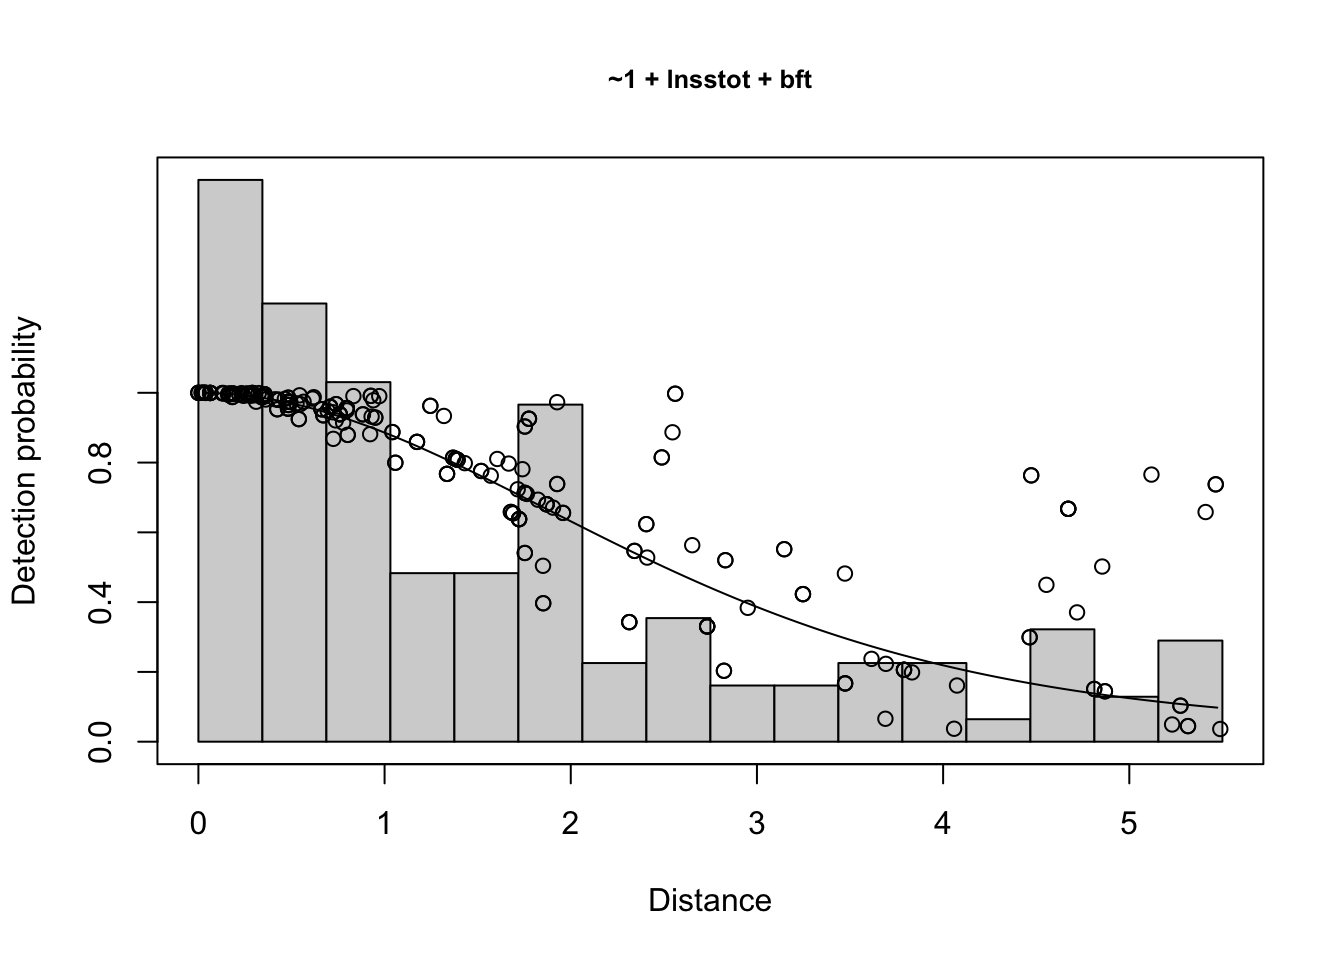 ~1 + lnsstot + bft
Detection probability
0.8
0.4
0.0
0 1 2 3 4 5
Distance